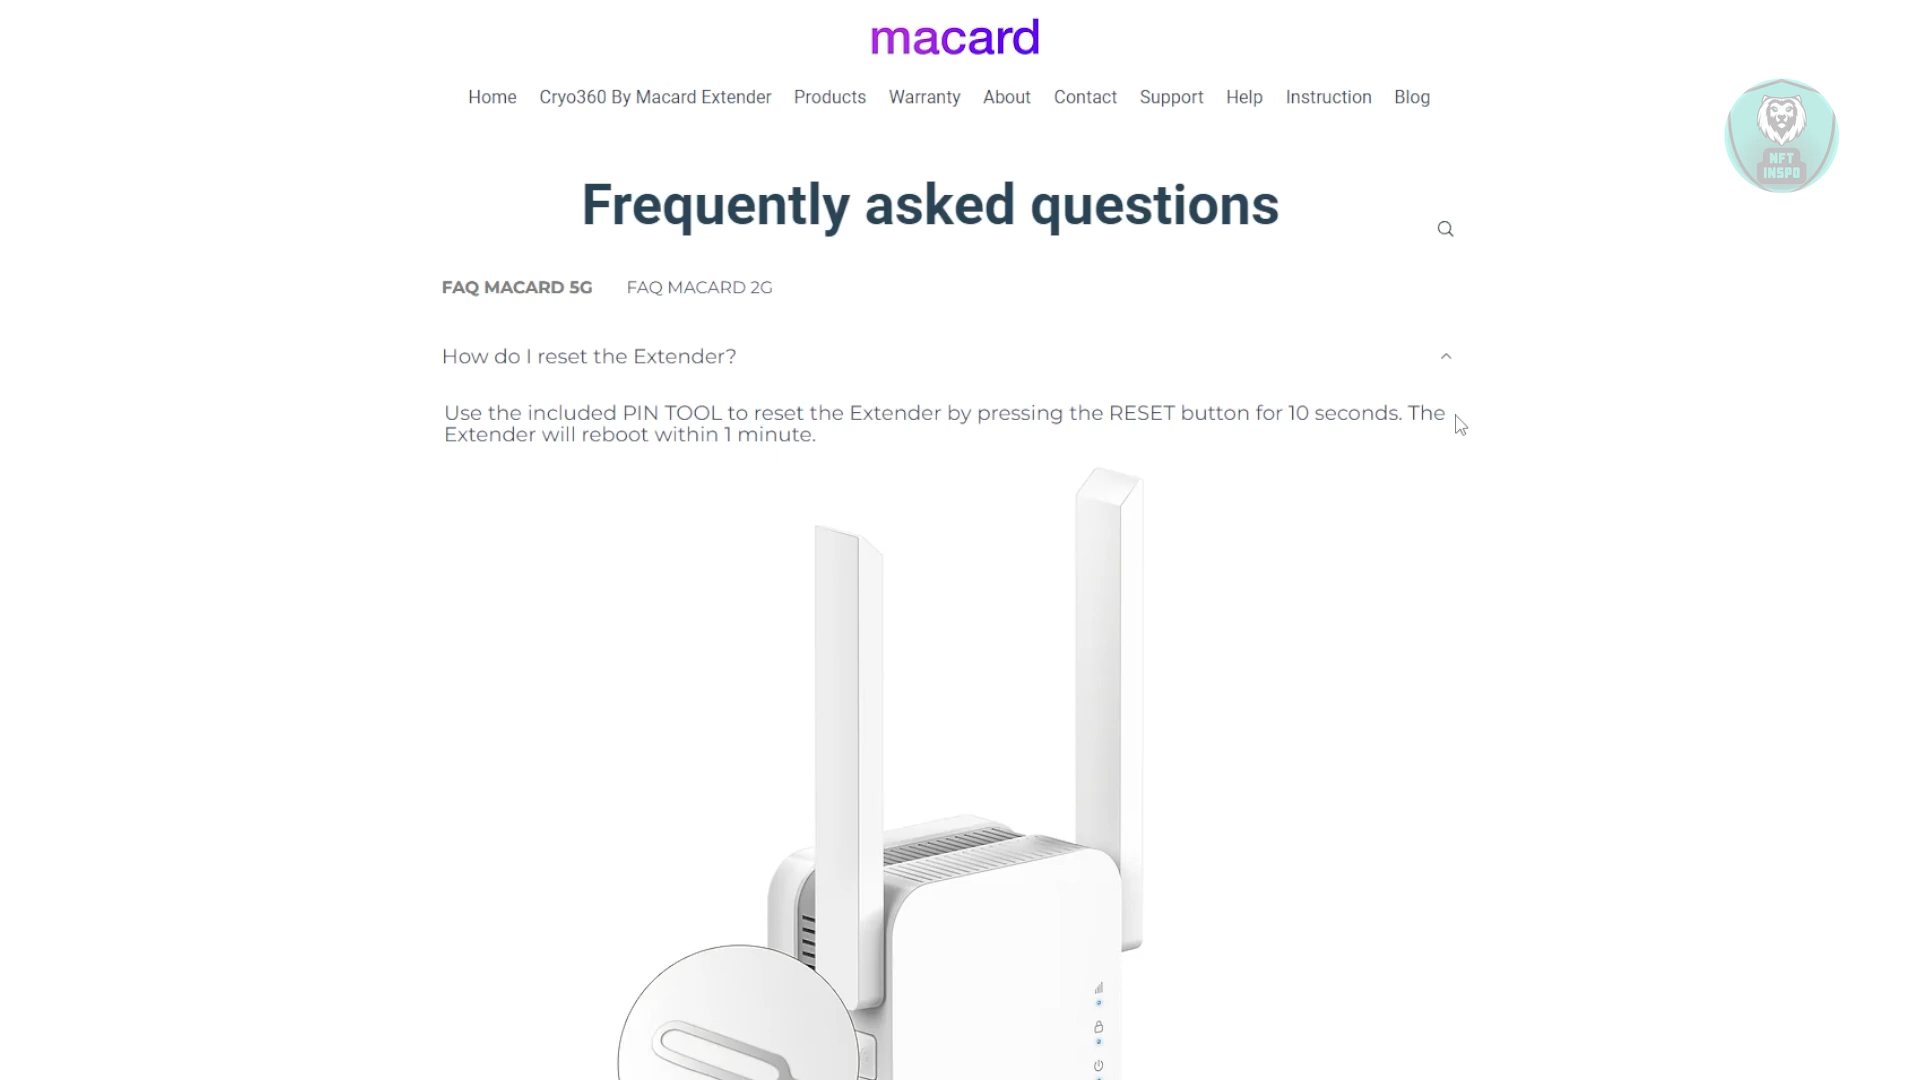 macard
Home Cryo360 By Macard Extender Products Warranty About Contact Support Help Instruction Blog
NFT
INSPO
Frequently asked questions
FAQ MACARD 5G FAQ MACARD 2G
How do I reset the Extender?
Use the included PIN TOOL to reset the Extender by pressing the RESET button for 10 seconds. The
Extender will reboot within 1 minute.